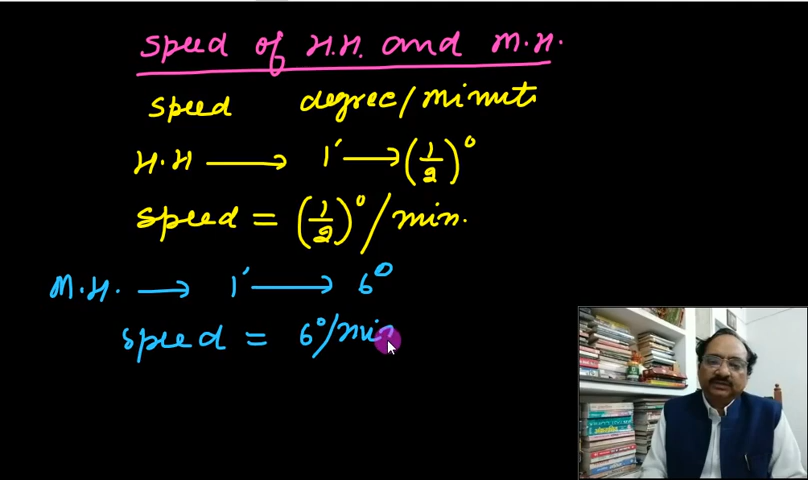 Speed of H.H. and M.H.
Speed degree/minute
H.H ⟶ 1′ ⟶ (1/2)°
Speed = (1/2)°/min.
M.H. ⟶ 1′ ⟶ 6°
Speed = 6°/min